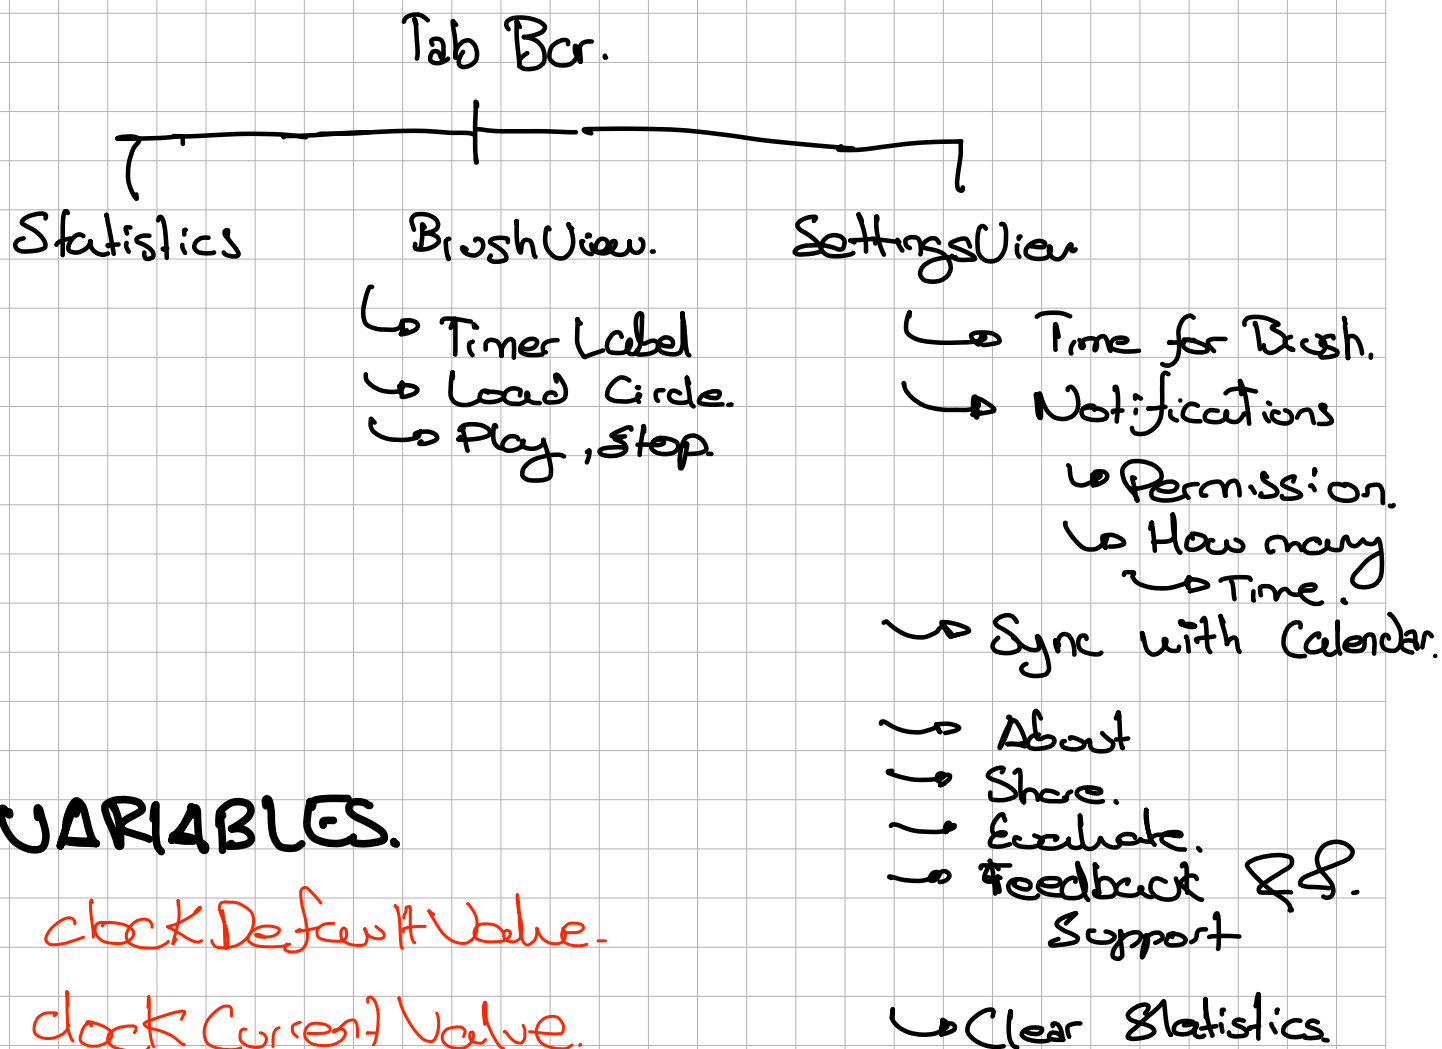 Tab Bar.
Statistics
BrushView.
Timer Label
Load Circle.
Play, Stop.
SettingsView
Time for Brush.
Notifications
Permission.
How many
Time.
Sync with Calendar.
About
Share.
Evaluate.
Feedback &&.
Support
Clear Statistics.
VARIABLES.
clockDefaultValue.
clockCurrentValue.